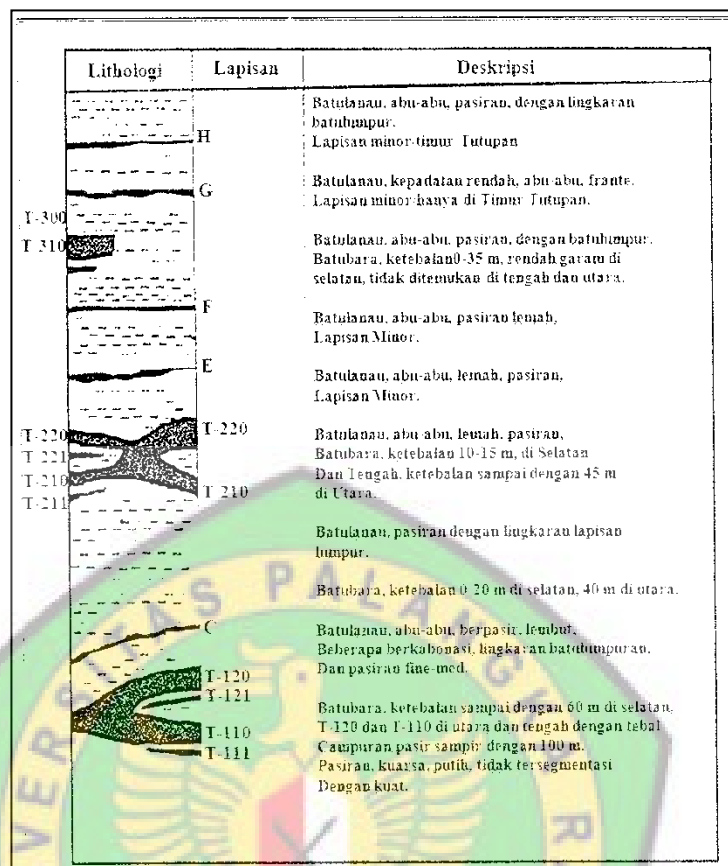 Lithologi Lapisan Deskripsi
Batulanau, abu-abu, pasiran, dengan lingkaran
batulumpur.
H
Lapisan minor-timur Tutupan
Batulanau, kepadatan rendah, abu-abu, frante.
G
Lapisan minor-hanya di Timur Tutupan.
T-300
T-310
Batulanau, abu-abu, pasiran, dengan batulumpur.
Batubara, ketebalan 0-35 m, rendah garam di
selatan, tidak ditemukan di tengah dan utara.
F
Batulanau, abu-abu, pasiran lemah,
Lapisan Minor.
E
Batulanau, abu-abu, lemah, pasiran,
Lapisan Minor.
T-220
T-220
Batulanau, abu-abu, lemah, pasiran,
T-221
Batubara, ketebalan 10-15 m, di Selatan
T-210
Dan Tengah, ketebalan sampai dengan 45 m
T-211
T-210
di Utara.
Batulanau, pasiran dengan lingkaran lapisan
lumpur.
Batubara, ketebalan 0-20 m di selatan, 40 m di utara.
C
Batulanau, abu-abu, berpasir, lembut,
Beberapa berkabonasi, lingkaran batulumpuran.
Dan pasiran fine-med.
T-120
T-121
Batubara, ketebalan sampai dengan 60 m di selatan,
T-110
T-120 dan T-110 di utara dan tengah dengan tebal
T-111
Campuran pasir sampir dengan 100 m.
Pasiran, kuarsa, putih, tidak tersegmentasi
Dengan kuat.
VERSITAS PALANGKA R